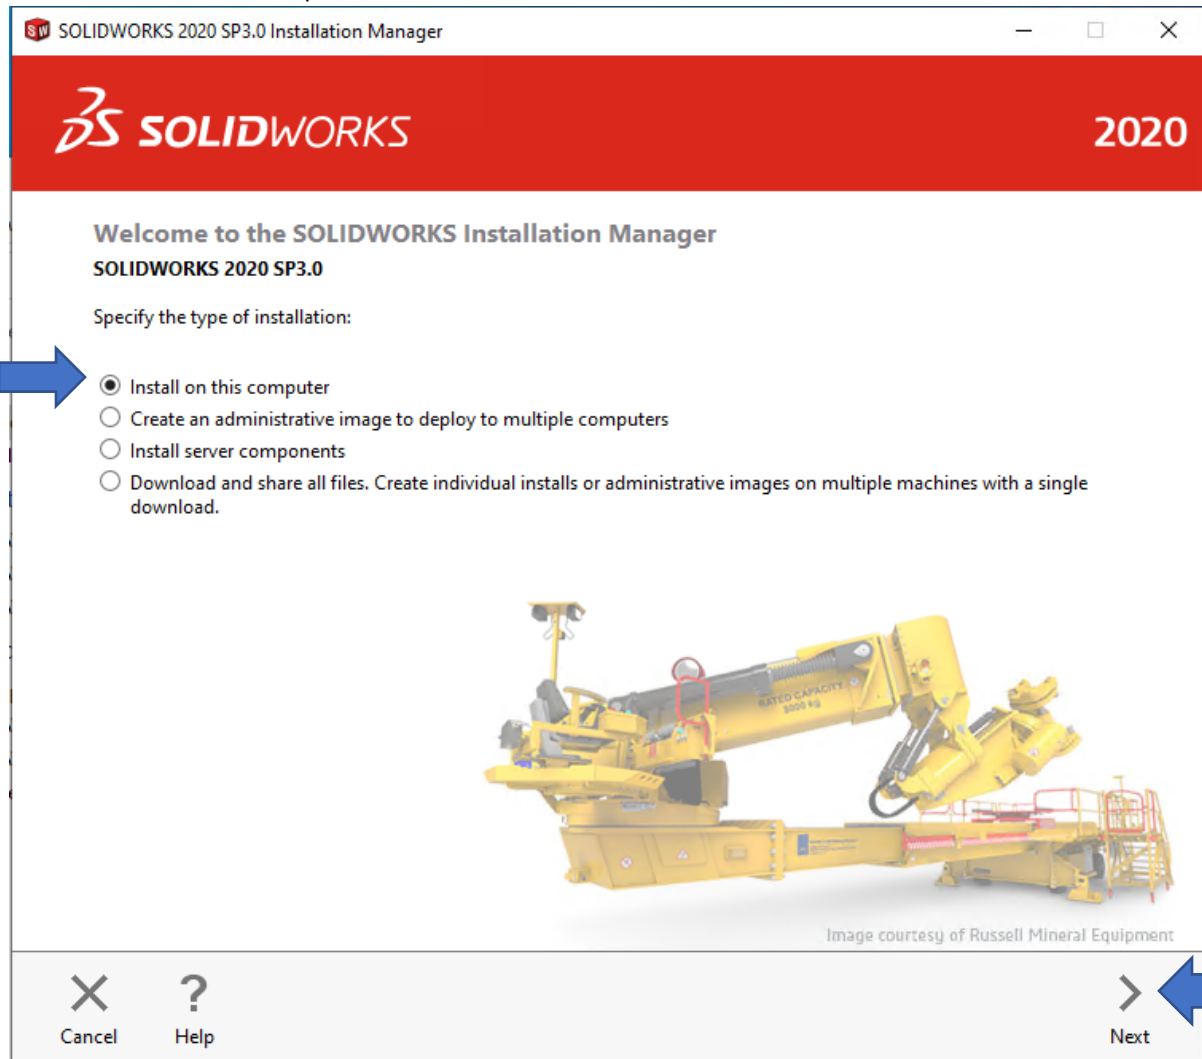 SOLIDWORKS 2020 SP3.0 Installation Manager
SOLIDWORKS
2020
Welcome to the SOLIDWORKS Installation Manager
SOLIDWORKS 2020 SP3.0
Specify the type of installation:
Install on this computer
Create an administrative image to deploy to multiple computers
Install server components
Download and share all files. Create individual installs or administrative images on multiple machines with a single
download.
RATED CAPACITY
Image courtesy of Russell Mineral Equipment
?
Cancel
Help
Next